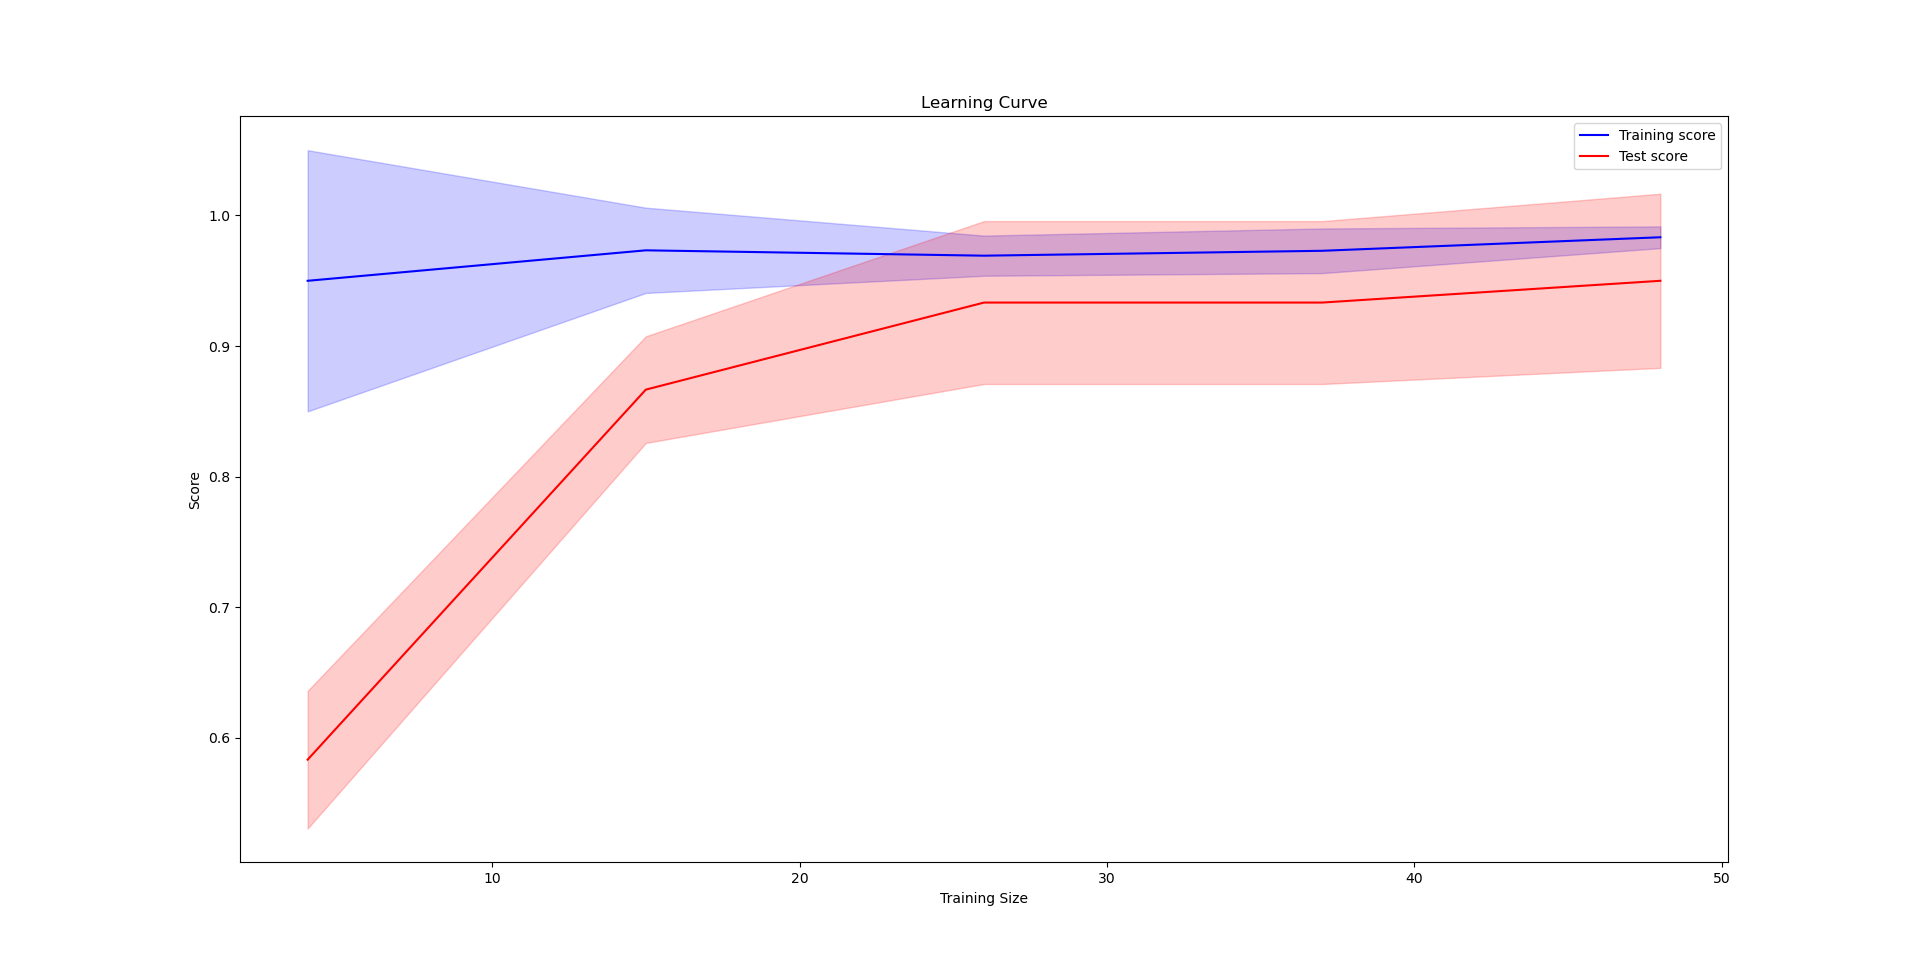 Learning Curve
Training score
Test score
1.0
0.9
0.8
0.7
0.6
Score
10 20 30 40 50
Training Size